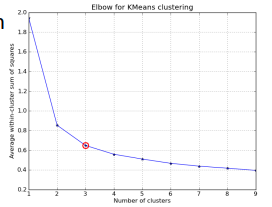 n
Elbow for KMeans clustering
Average within-cluster sum of squares
2.0
1.8
1.6
1.4
1.2
1.0
0.8
0.6
0.4
0.2
1 2 3 4 5 6 7 8 9
Number of clusters